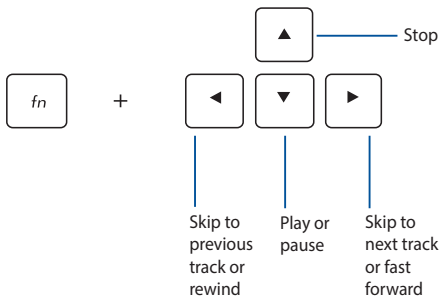 Stop
fn
+
Skip to
previous
track or
rewind
Play or
pause
Skip to
next track
or fast
forward